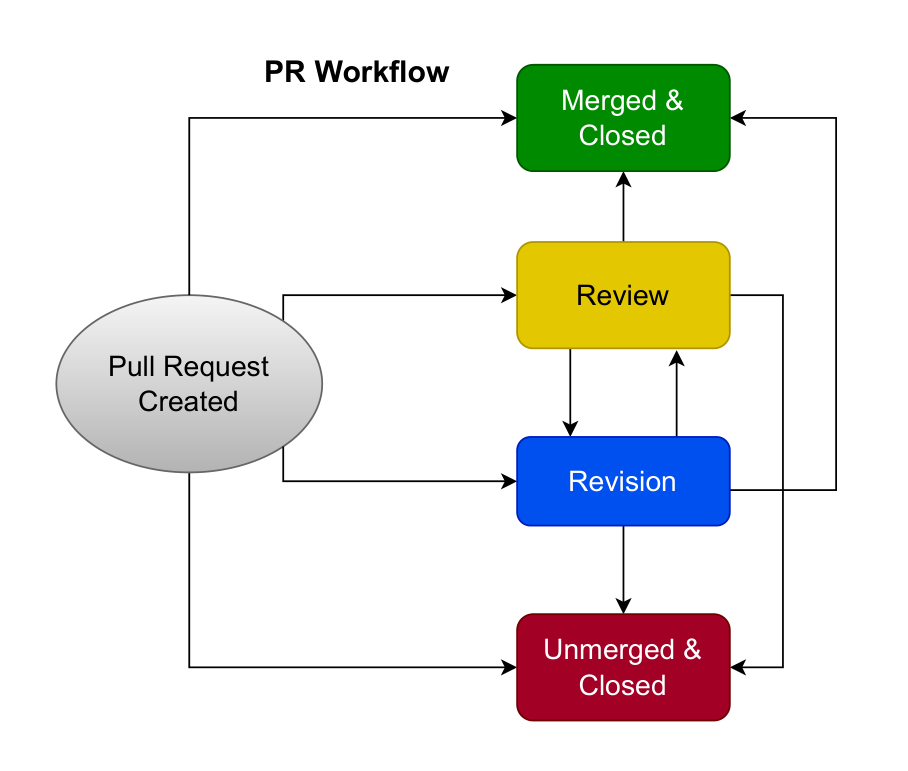 PR Workflow
Merged &
Closed
Review
Pull Request
Created
Revision
Unmerged &
Closed